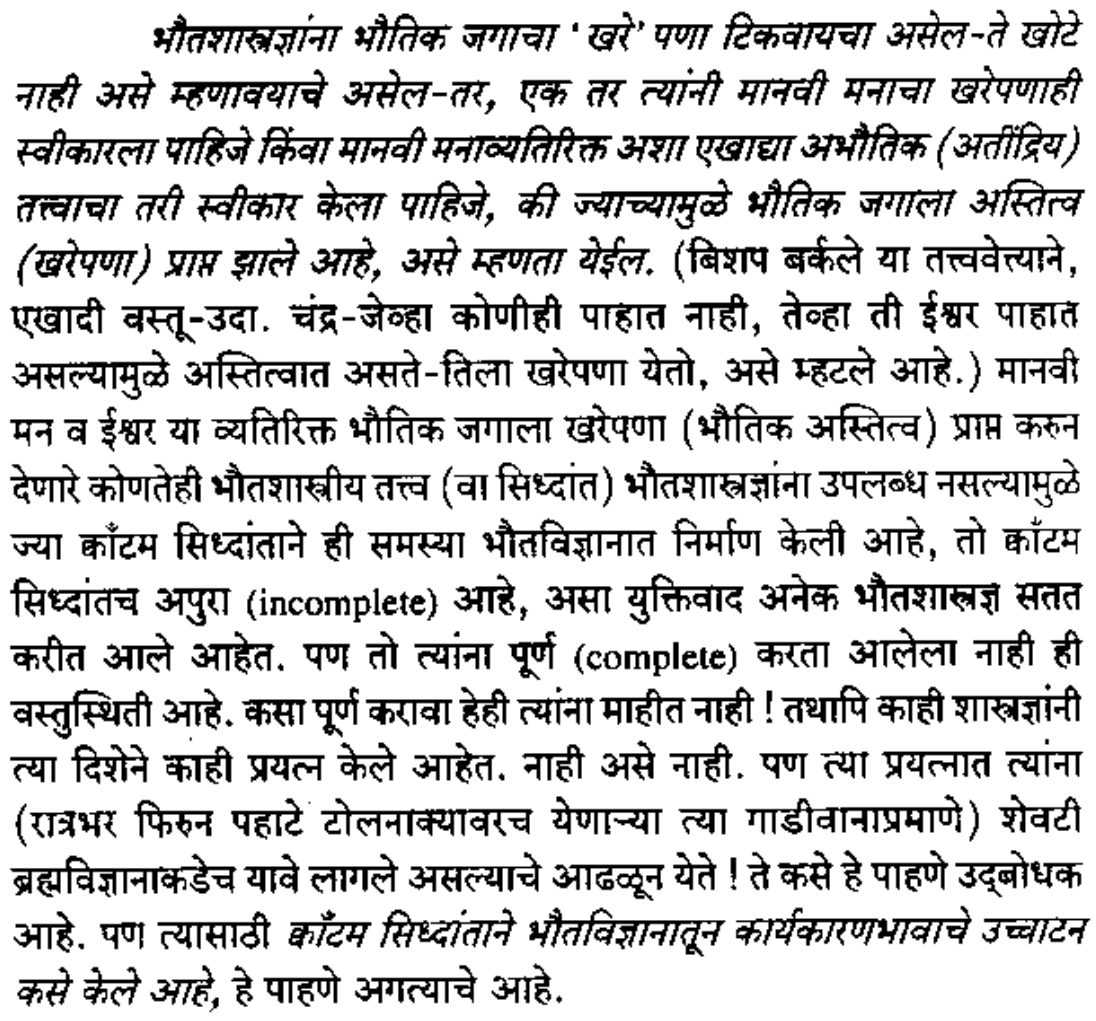 भौतशास्त्रज्ञांना भौतिक जगाचा 'खरे' पणा टिकवायचा असेल-ते खोटे
नाही असे म्हणावयाचे असेल-तर, एक तर त्यांनी मानवी मनाचा खरेपणाही
स्वीकारला पाहिजे किंवा मानवी मनाव्यतिरिक्त अशा एखाद्या अभौतिक (अतींद्रिय)
तत्त्वाचा तरी स्वीकार केला पाहिजे, की ज्याच्यामुळे भौतिक जगाला अस्तित्व
(खरेपणा) प्राप्त झाले आहे, असे म्हणता येईल. (बिशप बर्कले या तत्त्ववेत्त्याने,
एखादी वस्तू-उदा. चंद्र-जेव्हा कोणीही पाहात नाही, तेव्हा ती ईश्वर पाहात
असल्यामुळे अस्तित्वात असते-तिला खरेपणा येतो, असे म्हटले आहे.) मानवी
मन व ईश्वर या व्यतिरिक्त भौतिक जगाला खरेपणा (भौतिक अस्तित्व) प्राप्त करुन
देणारे कोणतेही भौतशास्त्रीय तत्त्व (वा सिध्दांत) भौतशास्त्रज्ञांना उपलब्ध नसल्यामुळे
ज्या क्वाँटम सिध्दांताने ही समस्या भौतविज्ञानात निर्माण केली आहे, तो क्वाँटम
सिध्दांतच अपुरा (incomplete) आहे, असा युक्तिवाद अनेक भौतशास्त्रज्ञ सतत
करीत आले आहेत. पण तो त्यांना पूर्ण (complete) करता आलेला नाही ही
वस्तुस्थिती आहे. कसा पूर्ण करावा हेही त्यांना माहीत नाही ! तथापि काही शास्त्रज्ञांनी
त्या दिशेने काही प्रयत्न केले आहेत. नाही असे नाही. पण त्या प्रयत्नात त्यांना
(रात्रभर फिरुन पहाटे टोलनाक्यावरच येणाऱ्या त्या गाडीवानाप्रमाणे) शेवटी
ब्रह्मविज्ञानाकडेच यावे लागले असल्याचे आढळून येते ! ते कसे हे पाहणे उद्‌बोधक
आहे. पण त्यासाठी क्वाँटम सिध्दांताने भौतविज्ञानातून कार्यकारणभावाचे उच्चाटन
कसे केले आहे, हे पाहणे अगत्याचे आहे.